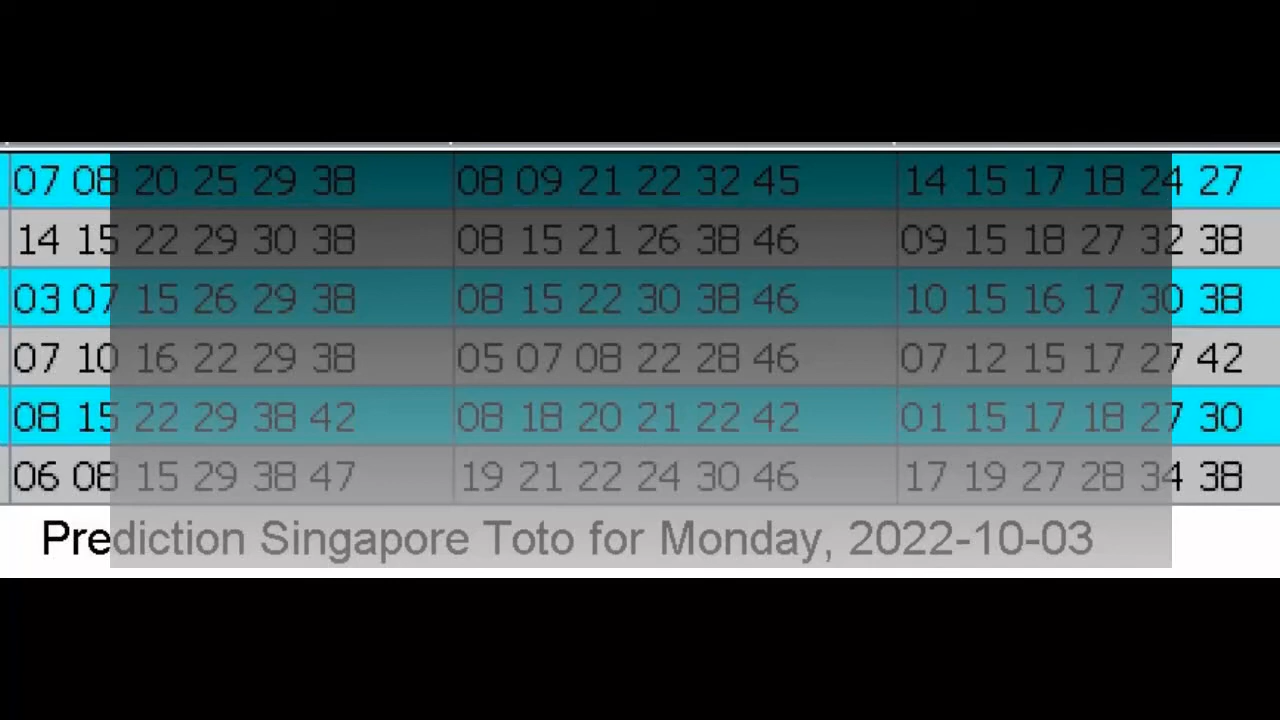 07 08 20 25 29 38 08 09 21 22 32 45 14 15 17 18 24 27
14 15 22 29 30 38 08 15 21 26 38 46 09 15 18 27 32 38
03 07 15 26 29 38 08 15 22 30 38 46 10 15 16 17 30 38
07 10 16 22 29 38 05 07 08 22 28 46 07 12 15 17 27 42
08 15 22 29 38 42 08 18 20 21 22 42 01 15 17 18 27 30
06 08 15 29 38 47 19 21 22 24 30 46 17 19 27 28 34 38
Prediction Singapore Toto for Monday, 2022-10-03